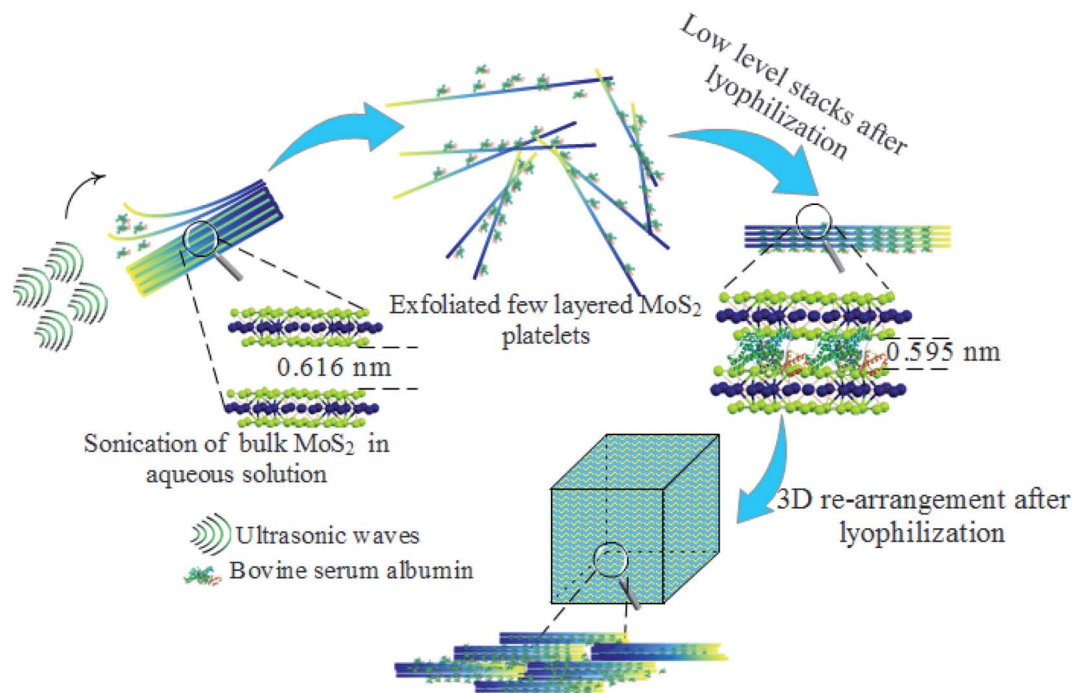 Low level stacks after
lyophilization
Exfoliated few layered MoS₂
platelets
0.616 nm
0.595 nm
Sonication of bulk MoS₂ in
aqueous solution
3D re-arrangement after
lyophilization
Ultrasonic waves
Bovine serum albumin